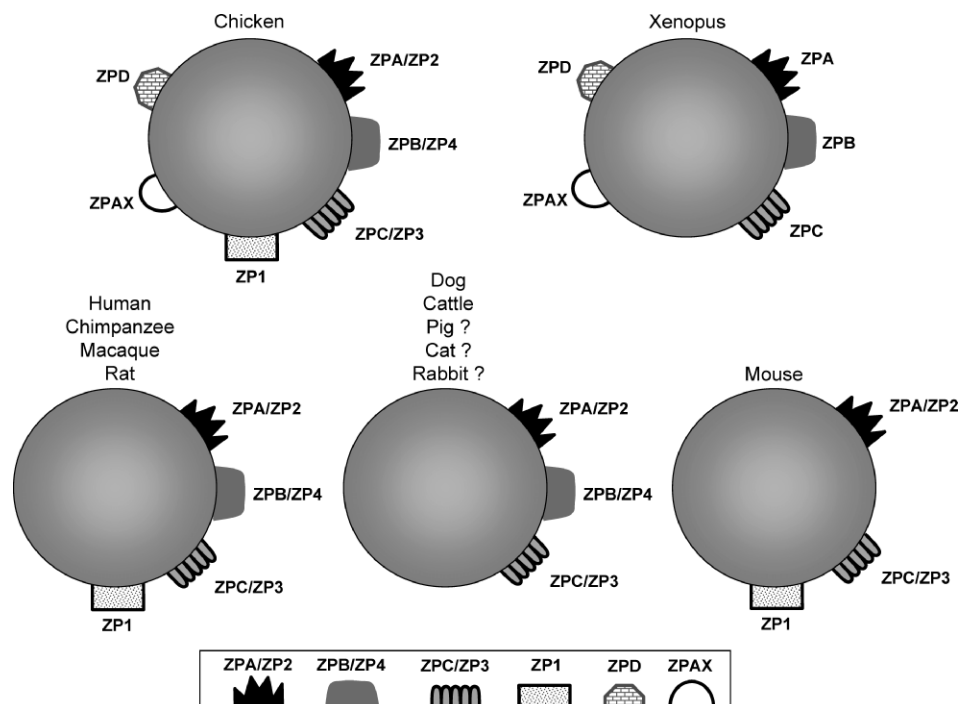 Chicken
ZPD
ZPA/ZP2
ZPB/ZP4
ZPAX
ZPC/ZP3
ZP1
Xenopus
ZPD
ZPA
ZPB
ZPAX
ZPC
Human
Chimpanzee
Macaque
Rat
ZPA/ZP2
ZPB/ZP4
ZPC/ZP3
ZP1
Dog
Cattle
Pig ?
Cat ?
Rabbit ?
ZPA/ZP2
ZPB/ZP4
ZPC/ZP3
Mouse
ZPA/ZP2
ZPC/ZP3
ZP1
ZPA/ZP2 ZPB/ZP4 ZPC/ZP3 ZP1 ZPD ZPAX